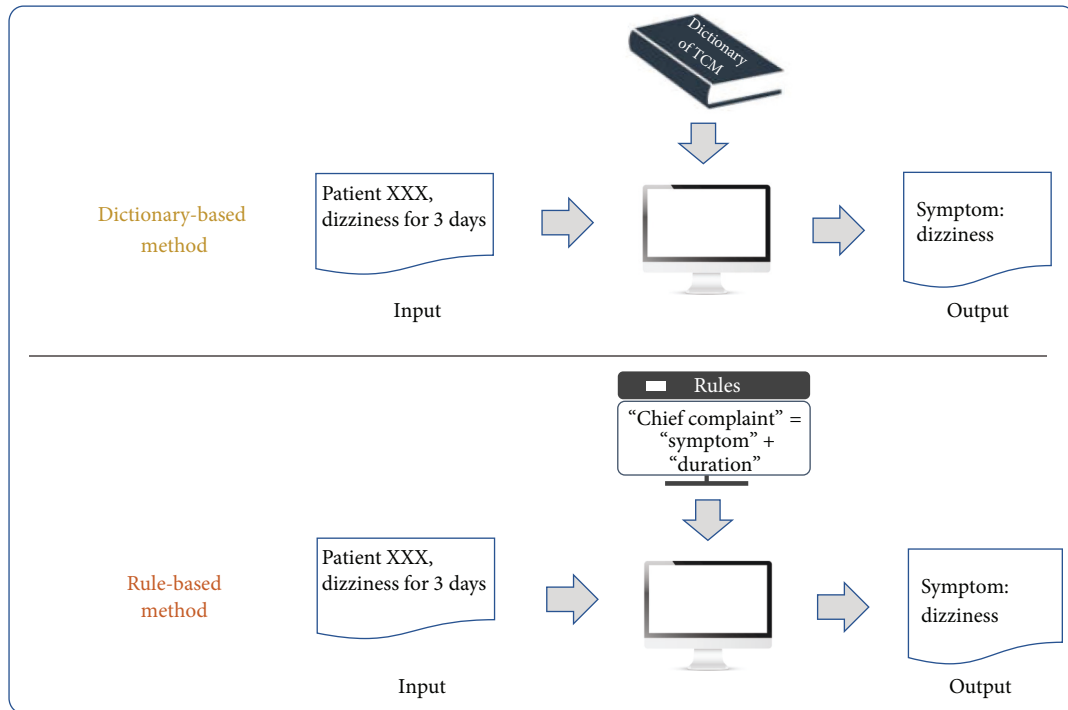 Dictionary
of TCM
Dictionary-based
method
Patient XXX,
dizziness for 3 days
Input
Symptom:
dizziness
Output
Rules
“Chief complaint” =
“symptom” +
“duration”
Rule-based
method
Patient XXX,
dizziness for 3 days
Input
Symptom:
dizziness
Output